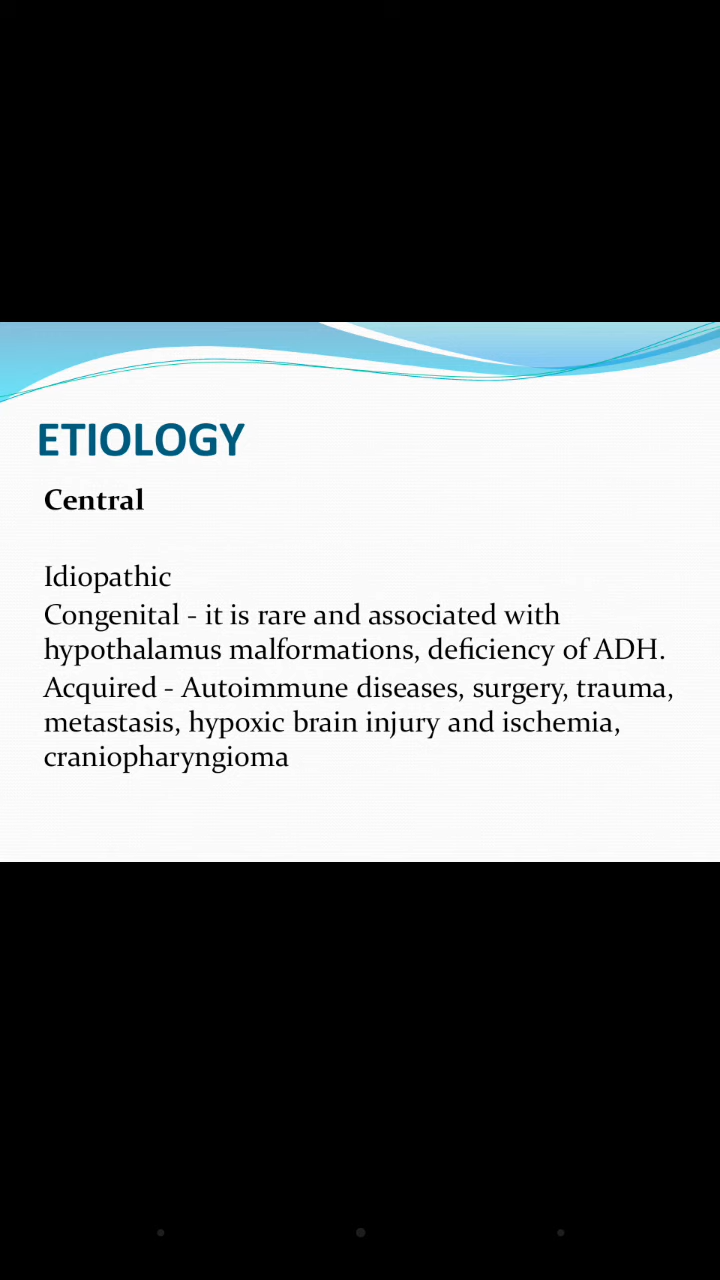 ETIOLOGY
Central
Idiopathic
Congenital - it is rare and associated with
hypothalamus malformations, deficiency of ADH.
Acquired - Autoimmune diseases, surgery, trauma,
metastasis, hypoxic brain injury and ischemia,
craniopharyngioma